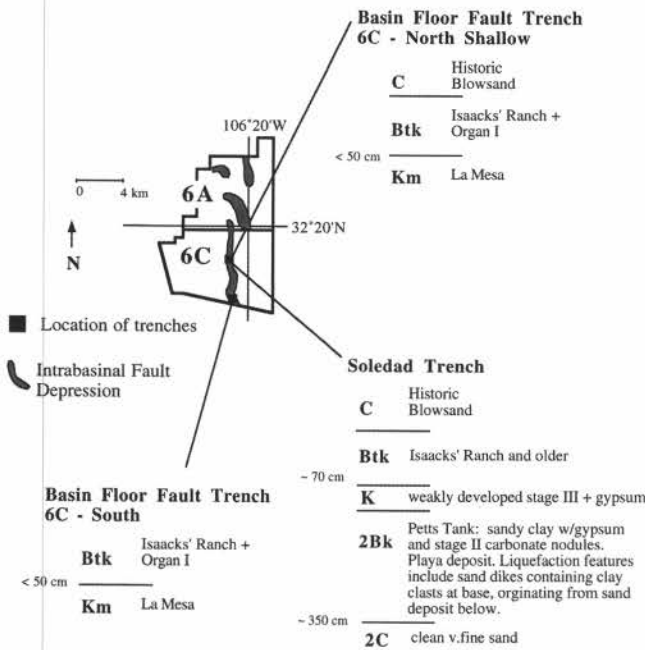 Basin Floor Fault Trench
6C - North Shallow
C Historic
Blowsand
Btk Isaacks' Ranch +
Organ I
< 50 cm
Km La Mesa
106°20'W
0 4 km
6A
32°20'N
6C
N
Location of trenches
Intrabasinal Fault
Depression
Soledad Trench
C Historic
Blowsand
Btk Isaacks' Ranch and older
~ 70 cm
K weakly developed stage III + gypsum
2Bk Petts Tank: sandy clay w/gypsum
and stage II carbonate nodules.
Playa deposit. Liquefaction features
include sand dikes containing clay
clasts at base, orginating from sand
deposit below.
~ 350 cm
2C clean v.fine sand
Basin Floor Fault Trench
6C - South
Btk Isaacks' Ranch +
Organ I
< 50 cm
Km La Mesa